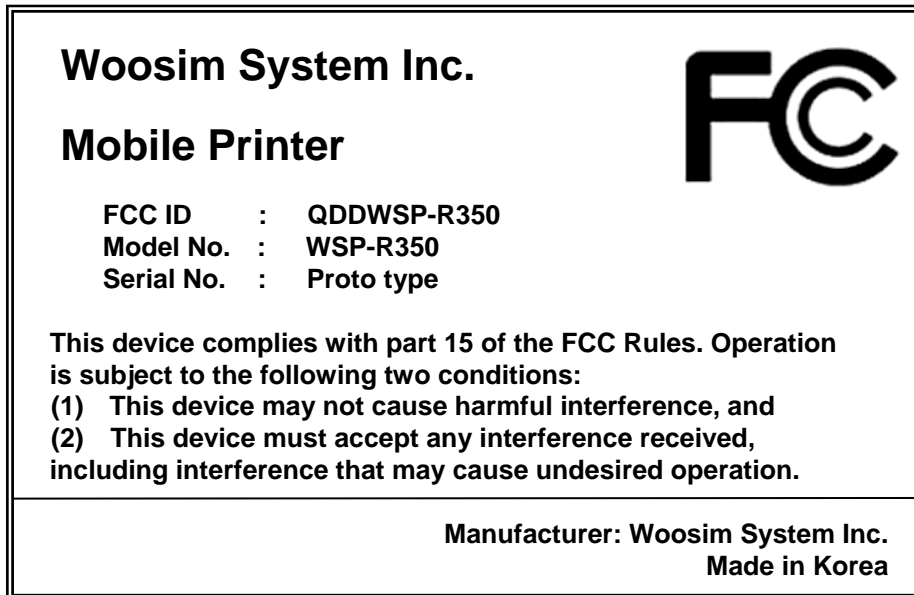 Woosim System Inc.
FC
Mobile Printer
FCC ID : QDDWSP-R350
Model No. : WSP-R350
Serial No. : Proto type
This device complies with part 15 of the FCC Rules. Operation
is subject to the following two conditions:
(1) This device may not cause harmful interference, and
(2) This device must accept any interference received,
including interference that may cause undesired operation.
Manufacturer: Woosim System Inc.
Made in Korea